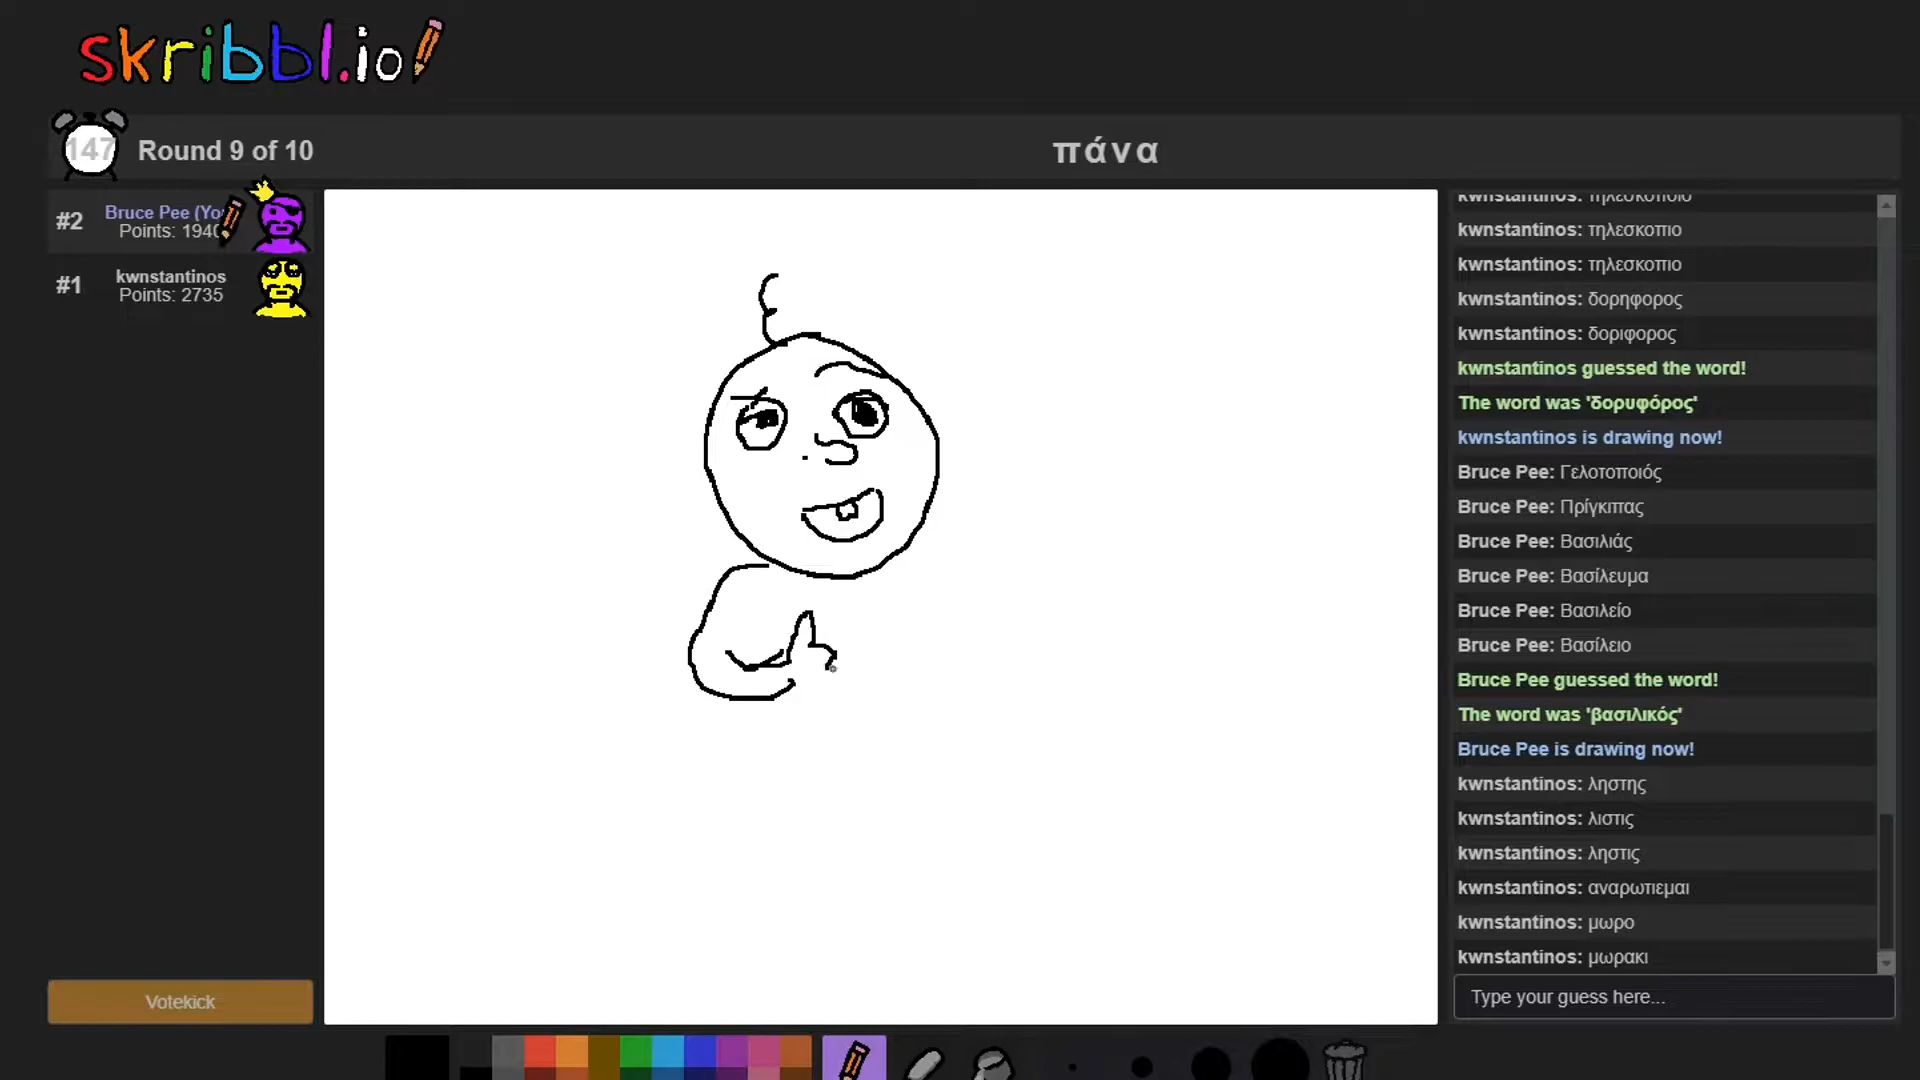 skribbl.io
147
Round 9 of 10
πάνα
#2
Bruce Pee (You
Points: 1940
#1
kwnstantinos
Points: 2735
kwnstantinos: τηλεσκοποιο
kwnstantinos: τηλεσκοπιο
kwnstantinos: τηλεσκοπιο
kwnstantinos: δορηφορος
kwnstantinos: δοριφορος
kwnstantinos guessed the word!
The word was 'δορυφόρος'
kwnstantinos is drawing now!
Bruce Pee: Γελοτοποιός
Bruce Pee: Πρίγκιπας
Bruce Pee: Βασιλιάς
Bruce Pee: Βασίλευμα
Bruce Pee: Βασιλείο
Bruce Pee: Βασίλειο
Bruce Pee guessed the word!
The word was 'βασιλικός'
Bruce Pee is drawing now!
kwnstantinos: ληστης
kwnstantinos: λιστις
kwnstantinos: ληστις
kwnstantinos: αναρωτιεμαι
kwnstantinos: μωρο
kwnstantinos: μωρακι
Votekick
Type your guess here...